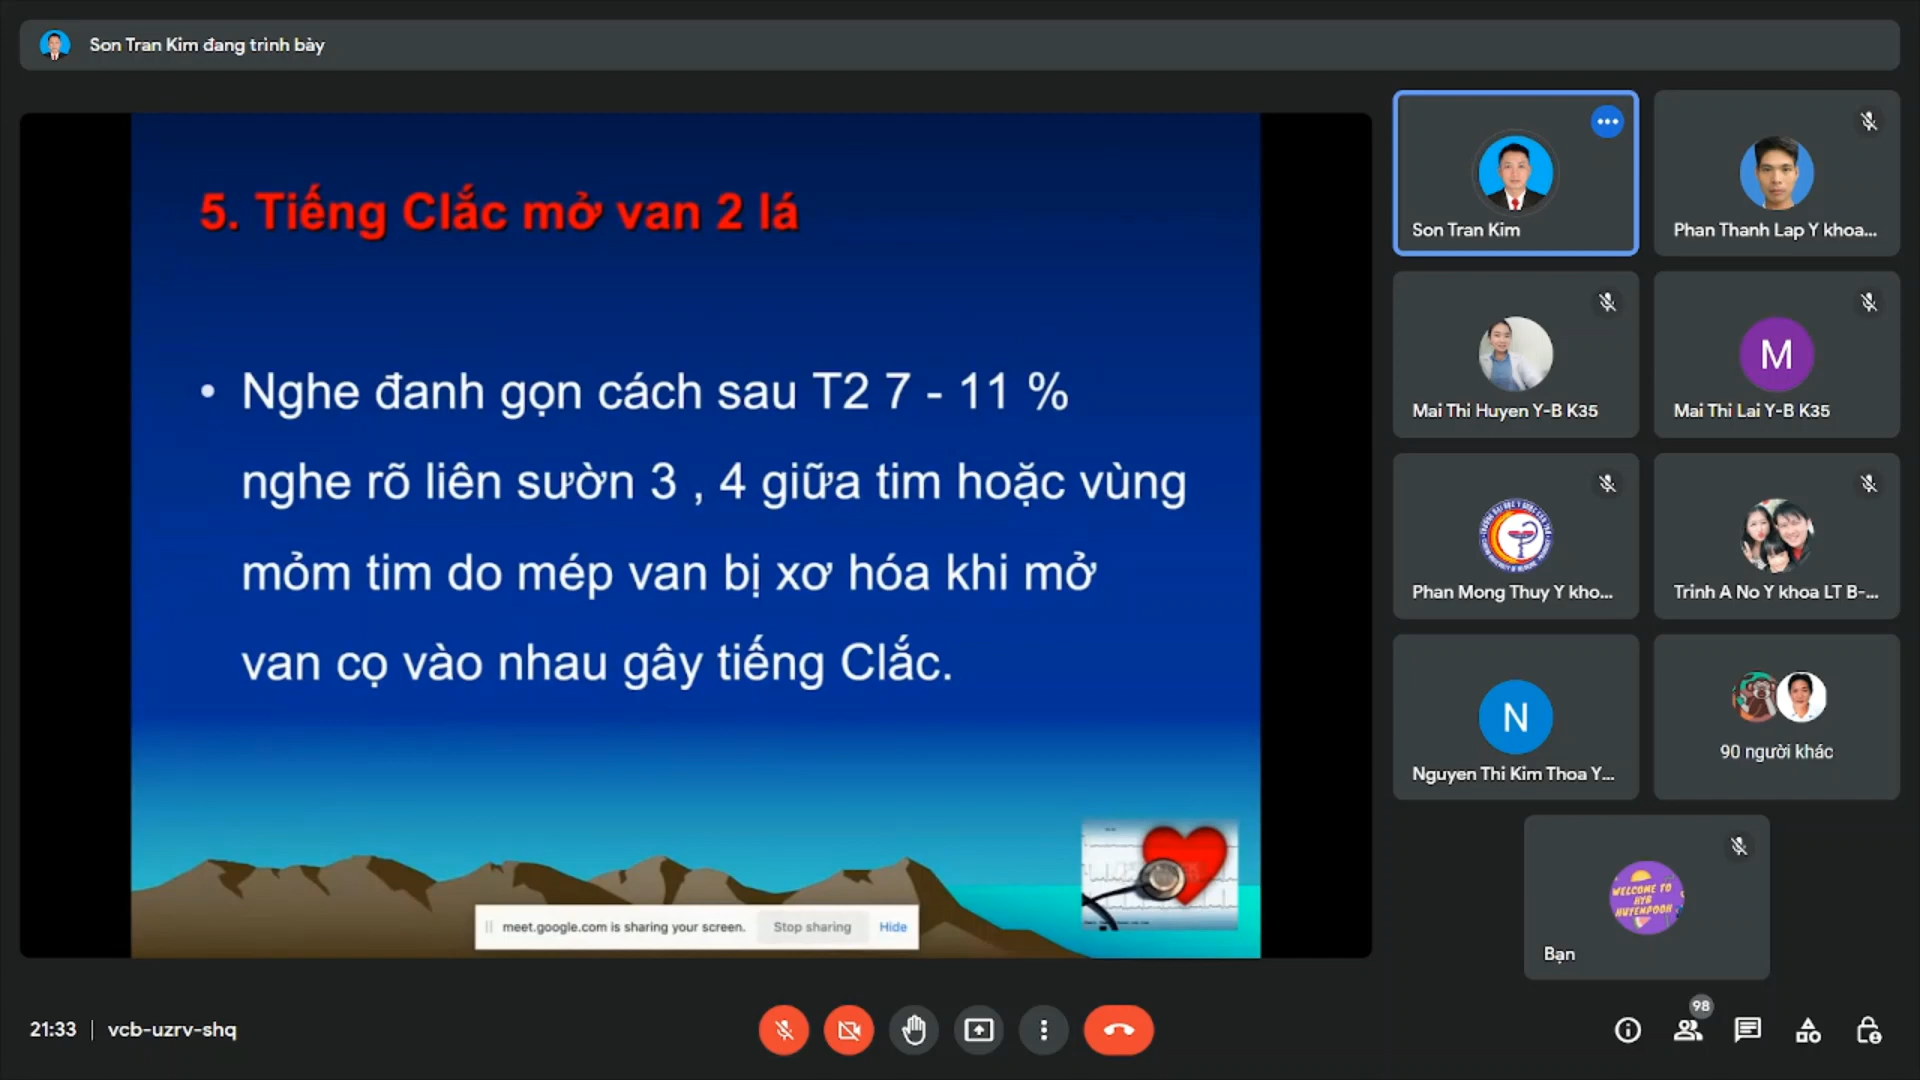 Son Tran Kim đang trình bày
5. Tiếng Clắc mở van 2 lá
• Nghe đanh gọn cách sau T2 7 - 11 %
nghe rõ liên sườn 3 , 4 giữa tim hoặc vùng
mỏm tim do mép van bị xơ hóa khi mở
van cọ vào nhau gây tiếng Clắc.
meet.google.com is sharing your screen. Stop sharing Hide
Son Tran Kim
Phan Thanh Lap Y khoa...
Mai Thi Huyen Y-B K35
Mai Thi Lai Y-B K35
M
Phan Mong Thuy Y kho...
Trinh A No Y khoa LT B-...
N
Nguyen Thi Kim Thoa Y...
90 người khác
WELCOME TO
HYB
HUYENPOOH
Bạn
21:33 | vcb-uzrv-shq
98